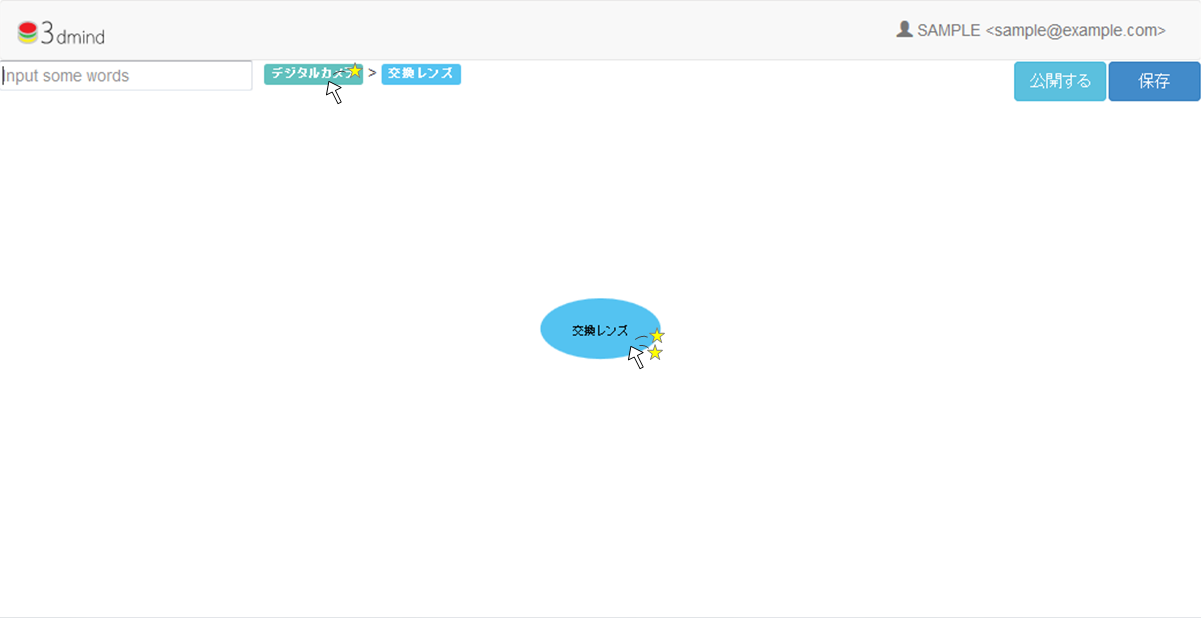 3dmind
SAMPLE <sample@example.com>
Input some words
デジタルカメラ > 交換レンズ
公開する
保存
交換レンズ